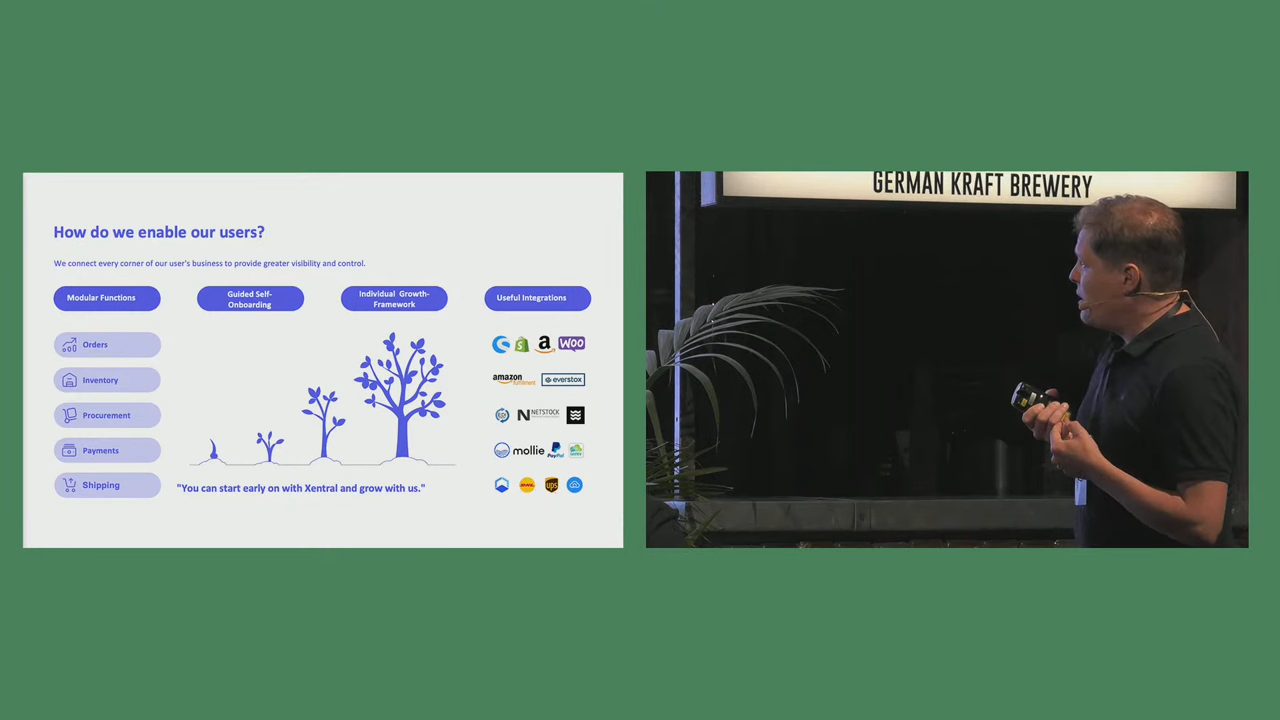 How do we enable our users?
We connect every corner of our user's business to provide greater visibility and control.
Modular Functions
Guided Self-
Onboarding
Individual Growth-
Framework
Useful Integrations
Orders
Inventory
Procurement
Payments
Shipping
"You can start early on with Xentral and grow with us."
WOO
amazon
everstox
NETSTOCK
mollie
PayPal
DHL
ups
GERMAN KRAFT BREWERY